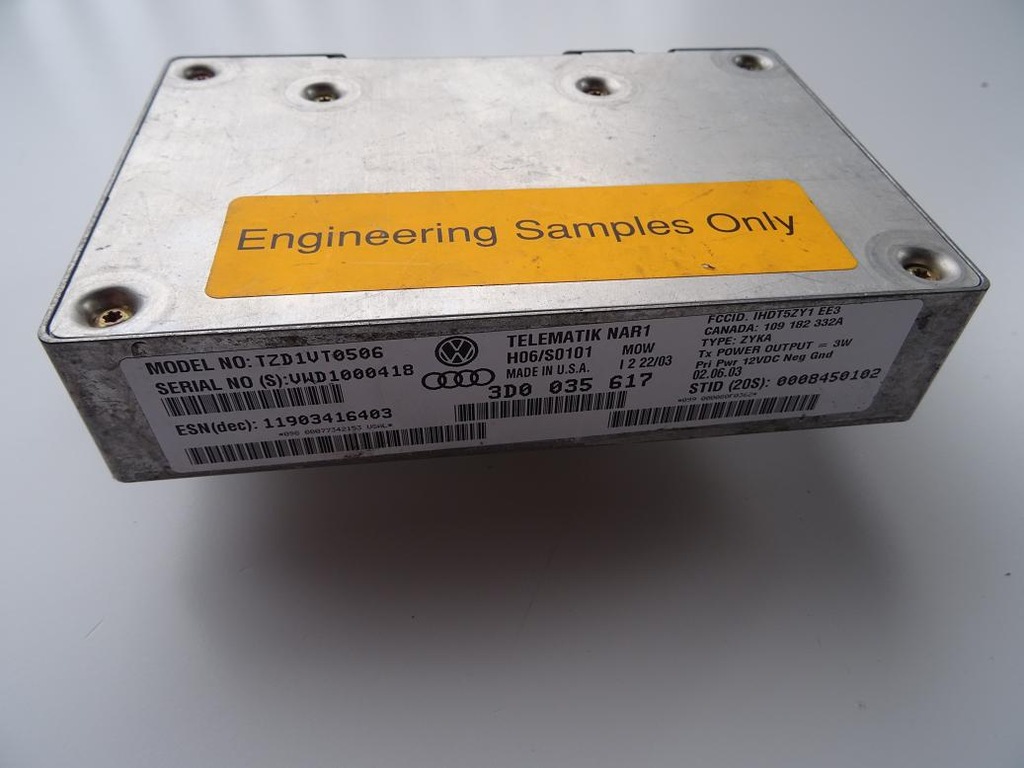 Engineering Samples Only
MODEL NO: TZD1VT0506
SERIAL NO (S): VWD1000418
ESN(dec): 11903416403
TELEMATIK NAR1
H06/S0101 MOW
MADE IN U.S.A. I 2 22/03
3D0 035 617
FCCID. IHDT5ZY1 EE3
CANADA: 109 182 332A
TYPE: ZYKA
Tx POWER OUTPUT = 3W
Pri Pwr 12VDC Neg Gnd
02.06.03
STID (20S): 0008450102